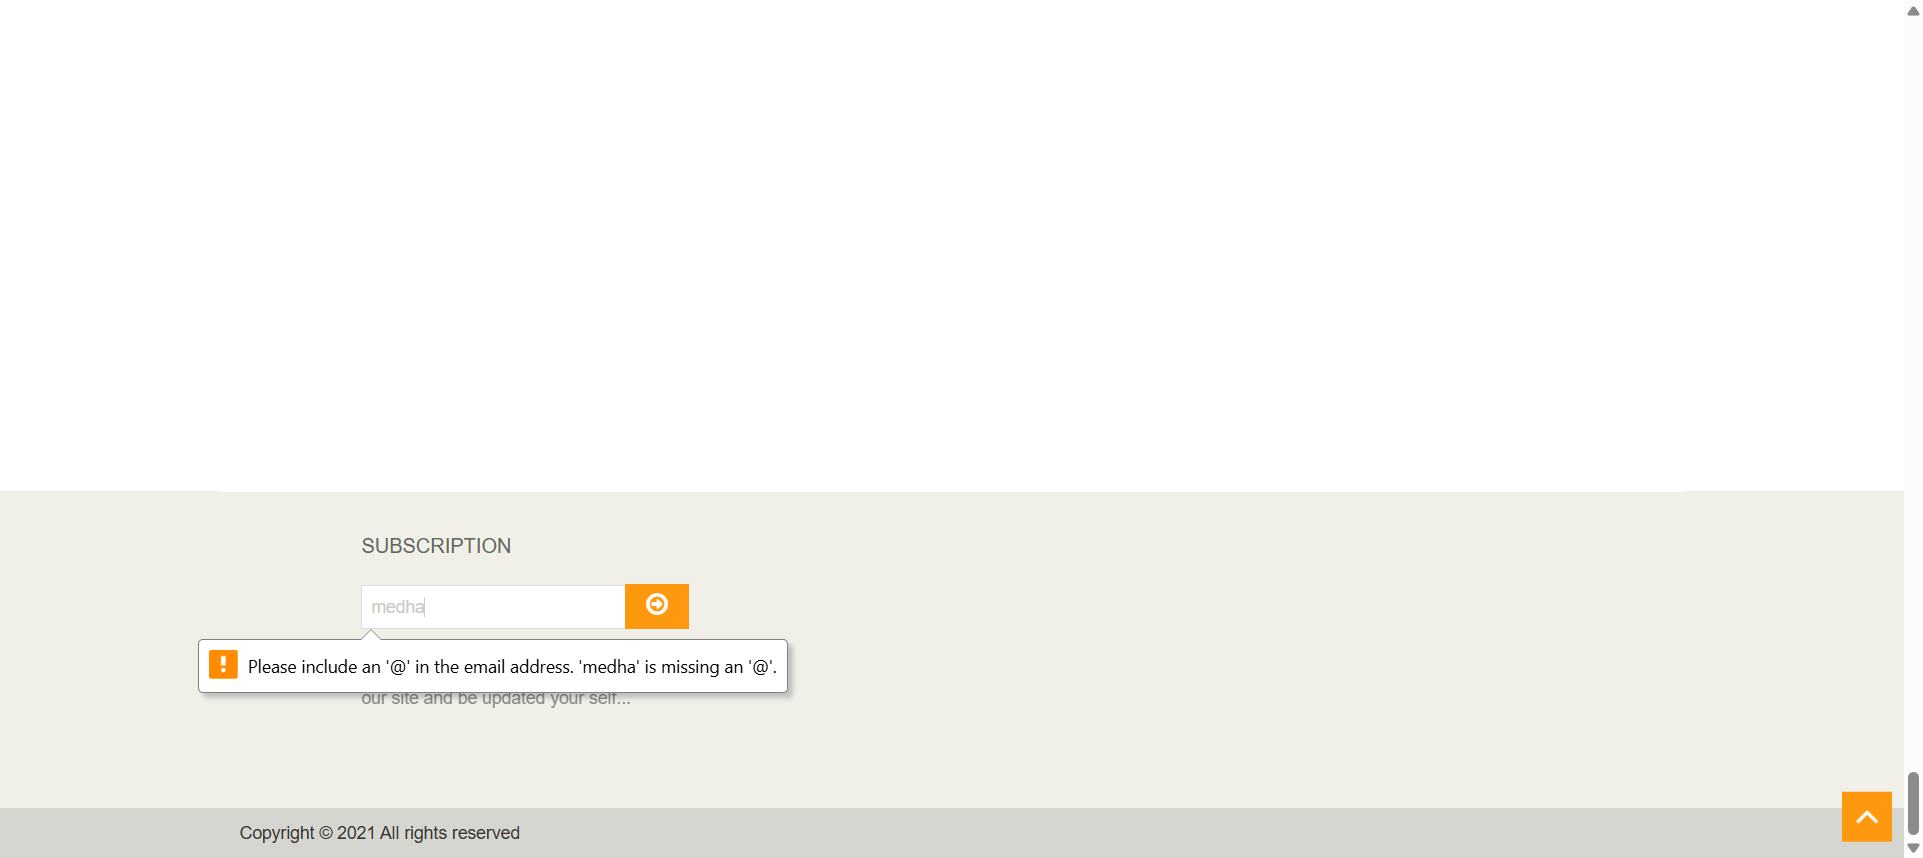 SUBSCRIPTION
medha
Please include an '@' in the email address. 'medha' is missing an '@'.
our site and be updated your self...
Copyright © 2021 All rights reserved